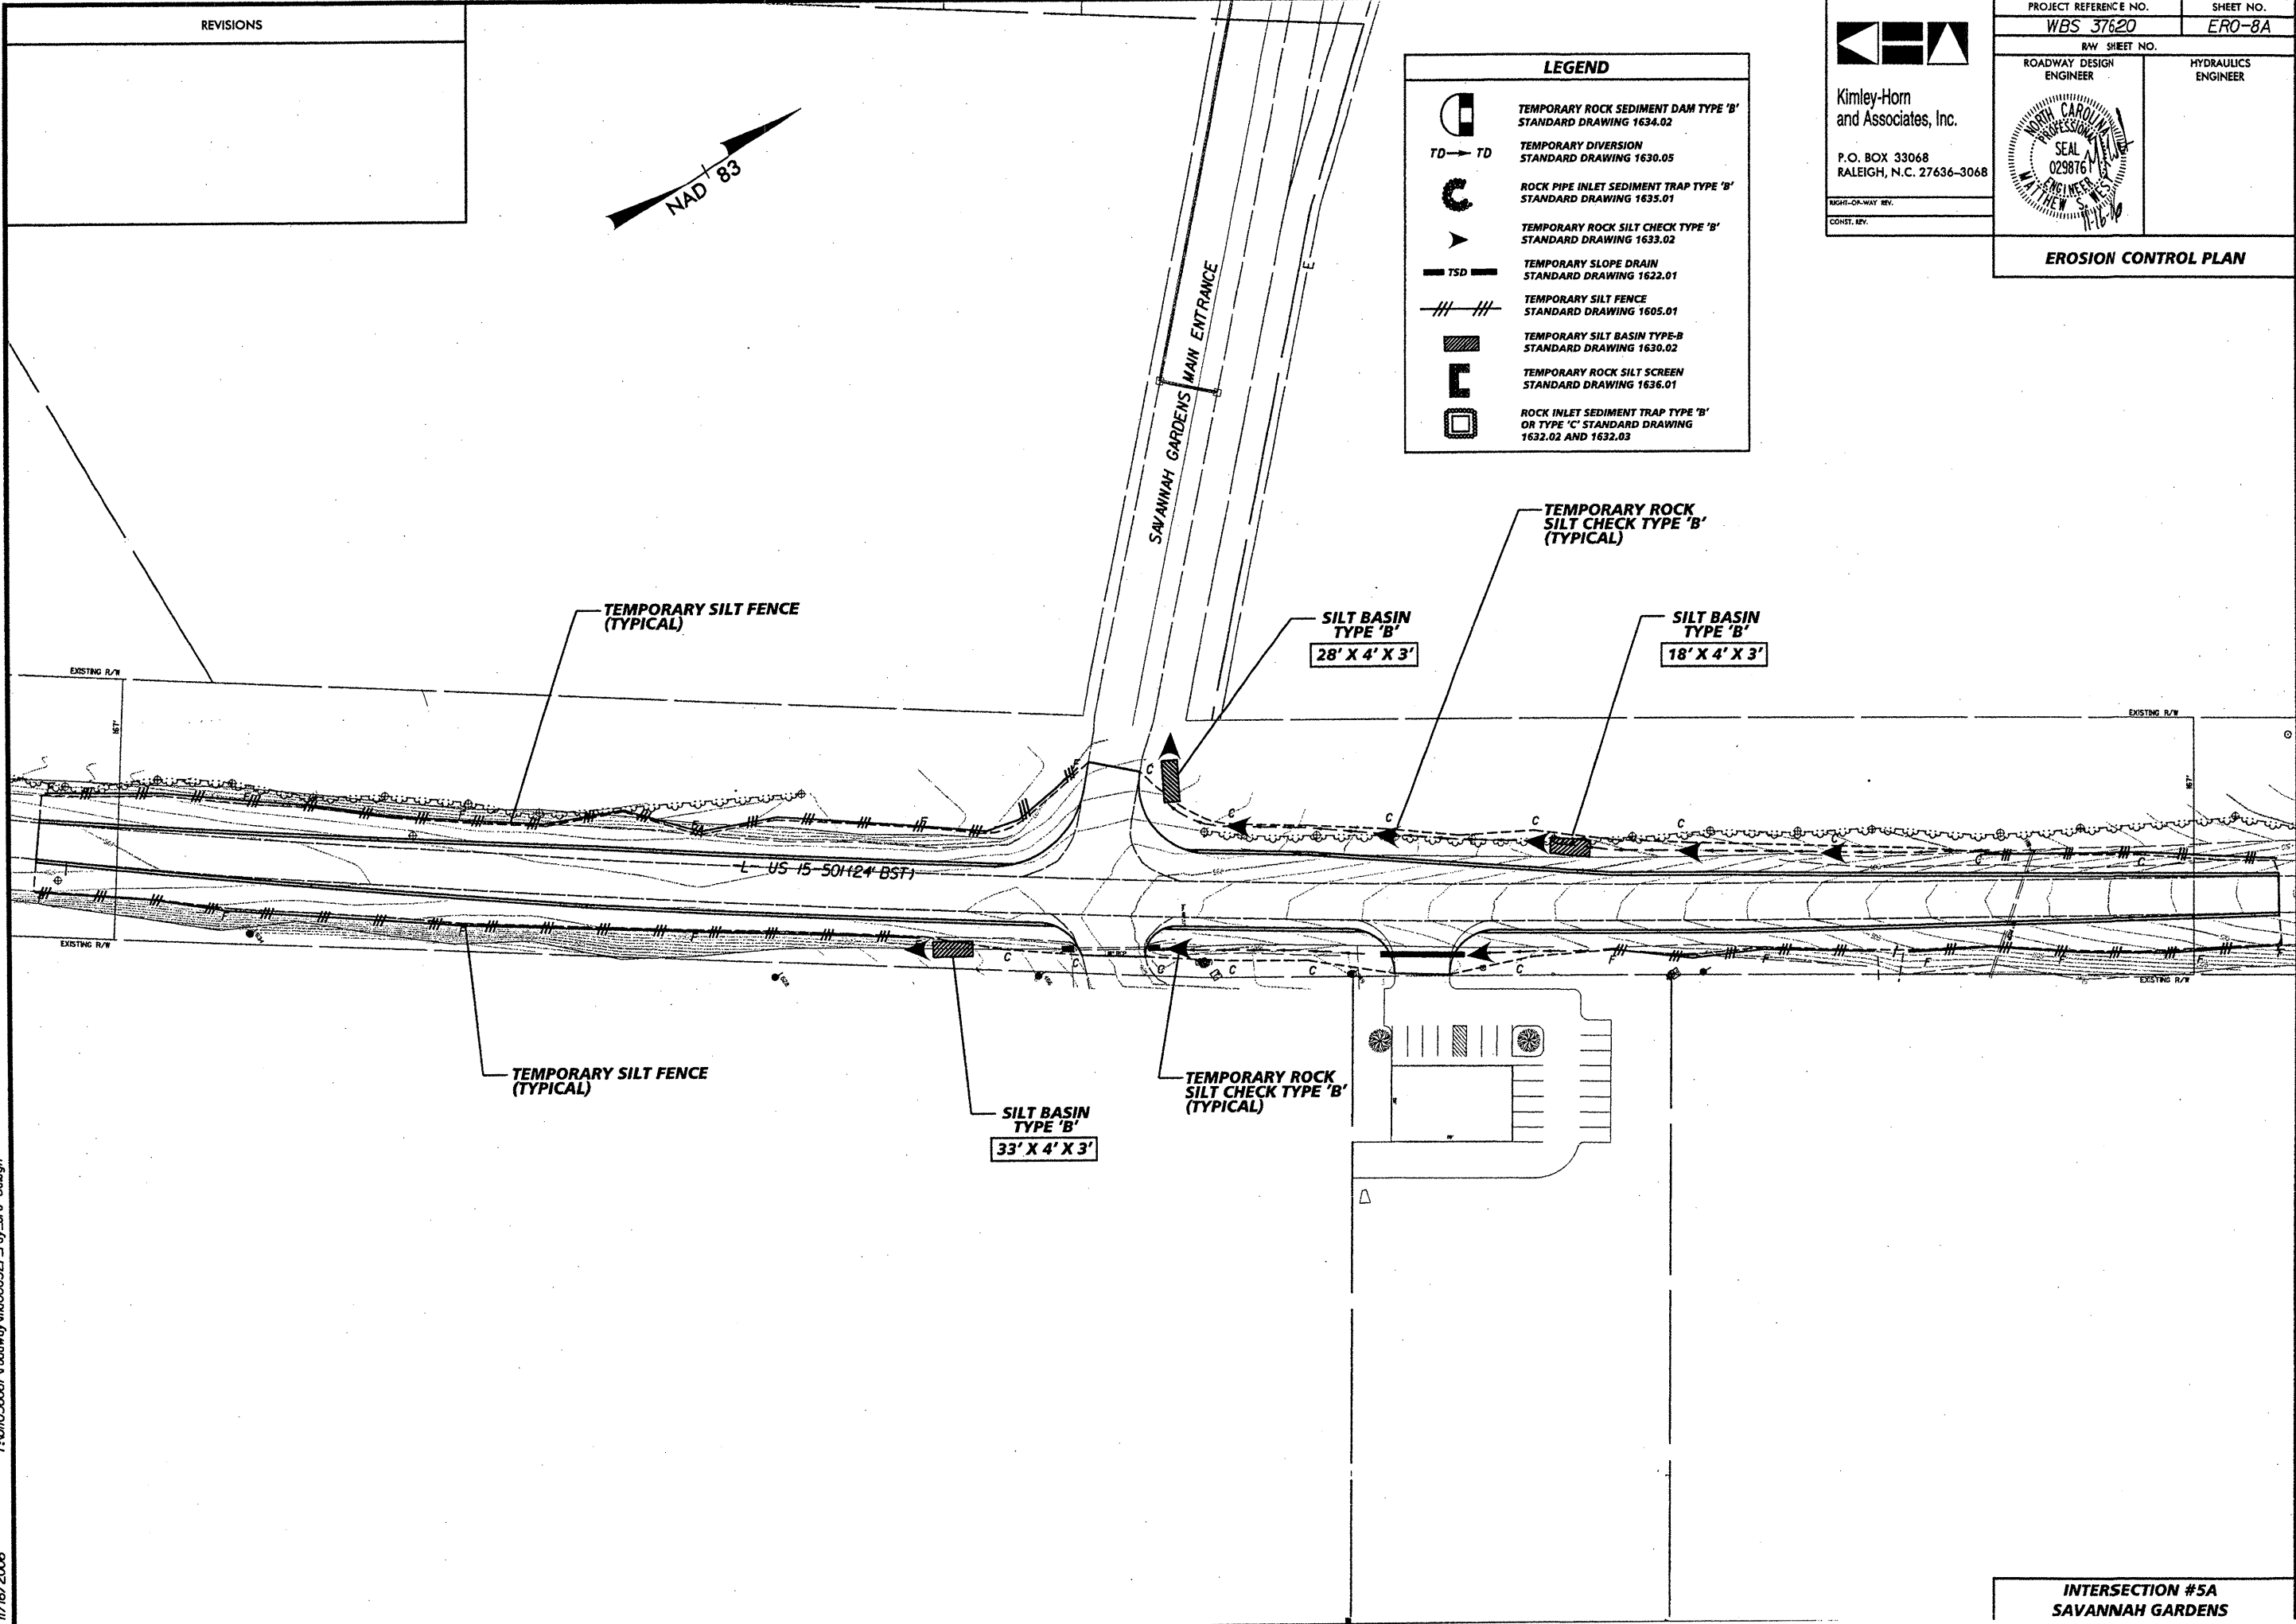 REVISIONS
NAD 83
LEGEND
TEMPORARY ROCK SEDIMENT DAM TYPE 'B'
STANDARD DRAWING 1634.02
TD TD
TEMPORARY DIVERSION
STANDARD DRAWING 1630.05
ROCK PIPE INLET SEDIMENT TRAP TYPE 'B'
STANDARD DRAWING 1635.01
TEMPORARY ROCK SILT CHECK TYPE 'B'
STANDARD DRAWING 1633.02
TSD
TEMPORARY SLOPE DRAIN
STANDARD DRAWING 1622.01
TEMPORARY SILT FENCE
STANDARD DRAWING 1605.01
TEMPORARY SILT BASIN TYPE-B
STANDARD DRAWING 1630.02
TEMPORARY ROCK SILT SCREEN
STANDARD DRAWING 1636.01
ROCK INLET SEDIMENT TRAP TYPE 'B'
OR TYPE 'C' STANDARD DRAWING
1632.02 AND 1632.03
Kimley-Horn
and Associates, Inc.
P.O. BOX 33068
RALEIGH, N.C. 27636-3068
RIGHT-OF-WAY REV.
CONST. REV.
PROJECT REFERENCE NO.
SHEET NO.
WBS 37620
ERO-8A
R/W SHEET NO.
ROADWAY DESIGN
ENGINEER
HYDRAULICS
ENGINEER
NORTH CAROLINA
PROFESSIONAL
SEAL
029876
ENGINEER
MATTHEW S. WEST
EROSION CONTROL PLAN
SAVANNAH GARDENS MAIN ENTRANCE
E
TEMPORARY ROCK
SILT CHECK TYPE 'B'
(TYPICAL)
TEMPORARY SILT FENCE
(TYPICAL)
SILT BASIN
TYPE 'B'
28' X 4' X 3'
SILT BASIN
TYPE 'B'
18' X 4' X 3'
EXISTING R/W
167'
EXISTING R/W
167'
C
C
C
C
C
C
C
-L- US 15-501 (24' BST)
F
EXISTING R/W
C
C
C
C
C
C
F
F
F
EXISTING R/W
TEMPORARY SILT FENCE
(TYPICAL)
SILT BASIN
TYPE 'B'
33' X 4' X 3'
TEMPORARY ROCK
SILT CHECK TYPE 'B'
(TYPICAL)
11/16/2006
INTERSECTION #5A
SAVANNAH GARDENS